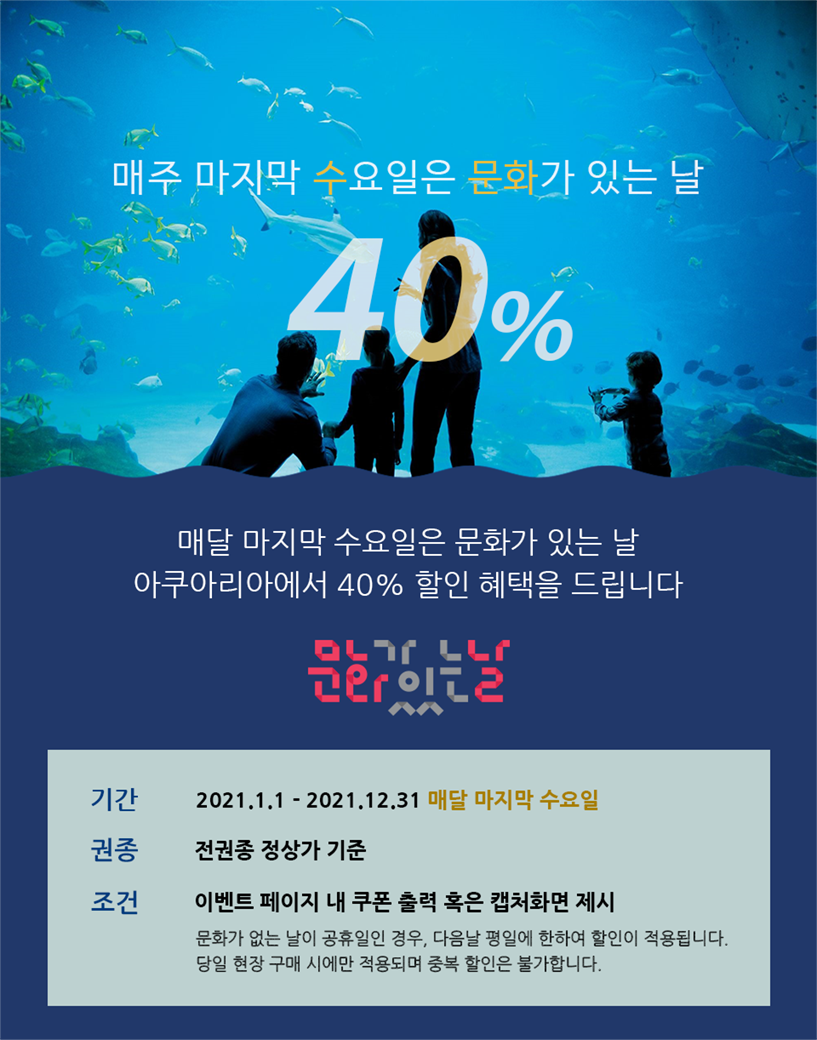 매주 마지막 수요일은 문화가 있는 날
40%
매달 마지막 수요일은 문화가 있는 날
아쿠아리아에서 40% 할인 혜택을 드립니다
문화가 있는 날
기간 2021.1.1 - 2021.12.31 매달 마지막 수요일
권종 전권종 정상가 기준
조건 이벤트 페이지 내 쿠폰 출력 혹은 캡처화면 제시
문화가 없는 날이 공휴일인 경우, 다음날 평일에 한하여 할인이 적용됩니다.
당일 현장 구매 시에만 적용되며 중복 할인은 불가합니다.